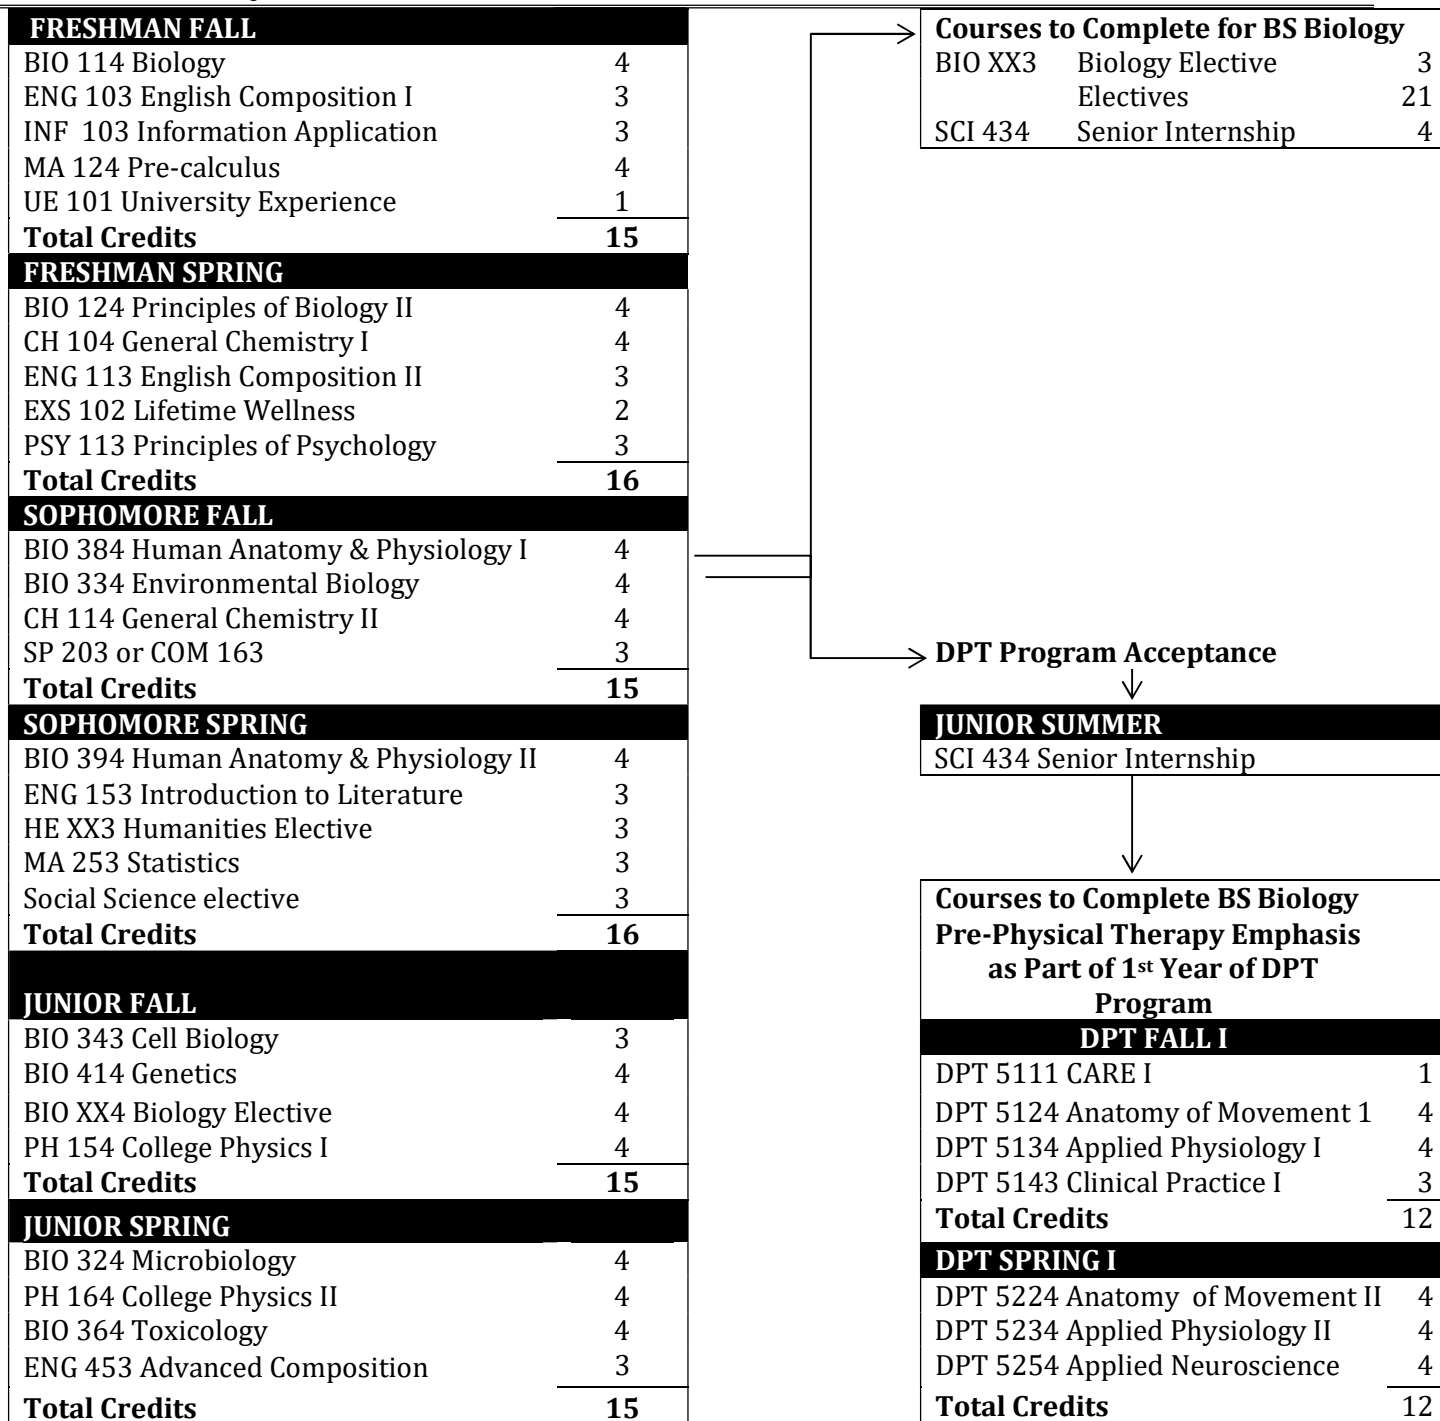 FRESHMAN FALL
BIO 114 Biology 4
ENG 103 English Composition I 3
INF 103 Information Application 3
MA 124 Pre-calculus 4
UE 101 University Experience 1
Total Credits 15
FRESHMAN SPRING
BIO 124 Principles of Biology II 4
CH 104 General Chemistry I 4
ENG 113 English Composition II 3
EXS 102 Lifetime Wellness 2
PSY 113 Principles of Psychology 3
Total Credits 16
SOPHOMORE FALL
BIO 384 Human Anatomy & Physiology I 4
BIO 334 Environmental Biology 4
CH 114 General Chemistry II 4
SP 203 or COM 163 3
Total Credits 15
SOPHOMORE SPRING
BIO 394 Human Anatomy & Physiology II 4
ENG 153 Introduction to Literature 3
HE XX3 Humanities Elective 3
MA 253 Statistics 3
Social Science elective 3
Total Credits 16
JUNIOR FALL
BIO 343 Cell Biology 3
BIO 414 Genetics 4
BIO XX4 Biology Elective 4
PH 154 College Physics I 4
Total Credits 15
JUNIOR SPRING
BIO 324 Microbiology 4
PH 164 College Physics II 4
BIO 364 Toxicology 4
ENG 453 Advanced Composition 3
Total Credits 15
Courses to Complete for BS Biology
BIO XX3 Biology Elective 3
Electives 21
SCI 434 Senior Internship 4
DPT Program Acceptance
JUNIOR SUMMER
SCI 434 Senior Internship
Courses to Complete BS Biology
Pre-Physical Therapy Emphasis
as Part of 1st Year of DPT
Program
DPT FALL I
DPT 5111 CARE I 1
DPT 5124 Anatomy of Movement 1 4
DPT 5134 Applied Physiology I 4
DPT 5143 Clinical Practice I 3
Total Credits 12
DPT SPRING I
DPT 5224 Anatomy of Movement II 4
DPT 5234 Applied Physiology II 4
DPT 5254 Applied Neuroscience 4
Total Credits 12